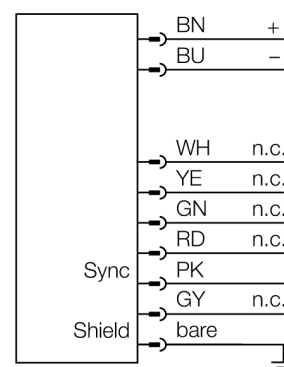 BN +
BU –
WH n.c.
YE n.c.
GN n.c.
RD n.c.
Sync PK
GY n.c.
Shield bare